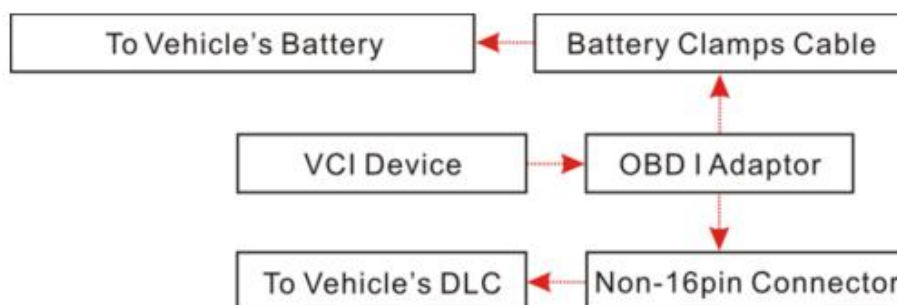 To Vehicle's Battery
Battery Clamps Cable
VCI Device
OBD I Adaptor
To Vehicle's DLC
Non-16pin Connector